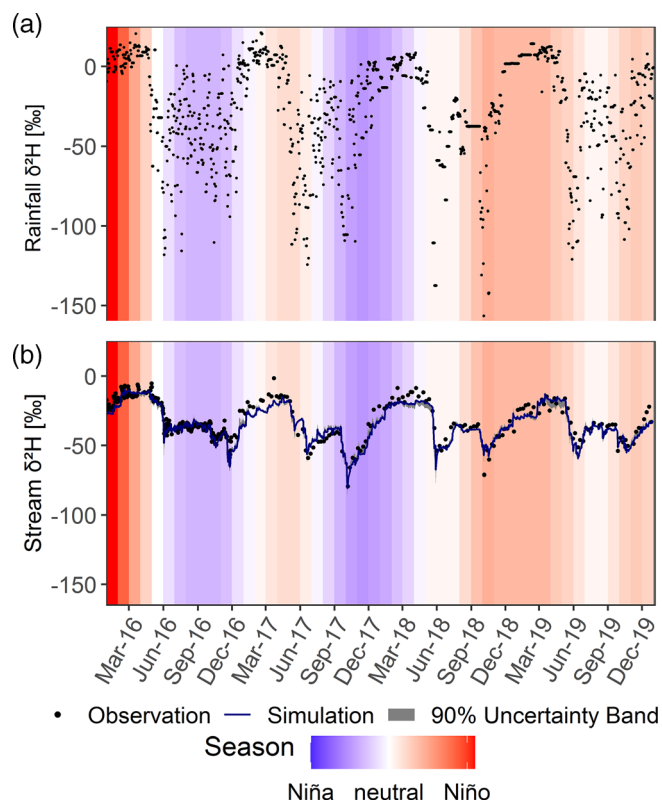 (a)
Rainfall δ²H [‰]
0
-50
-100
-150
(b)
Stream δ²H [‰]
0
-50
-100
-150
Mar-16 Jun-16 Sep-16 Dec-16 Mar-17 Jun-17 Sep-17 Dec-17 Mar-18 Jun-18 Sep-18 Dec-18 Mar-19 Jun-19 Sep-19 Dec-19
Observation Simulation 90% Uncertainty Band
Season
Niña neutral Niño